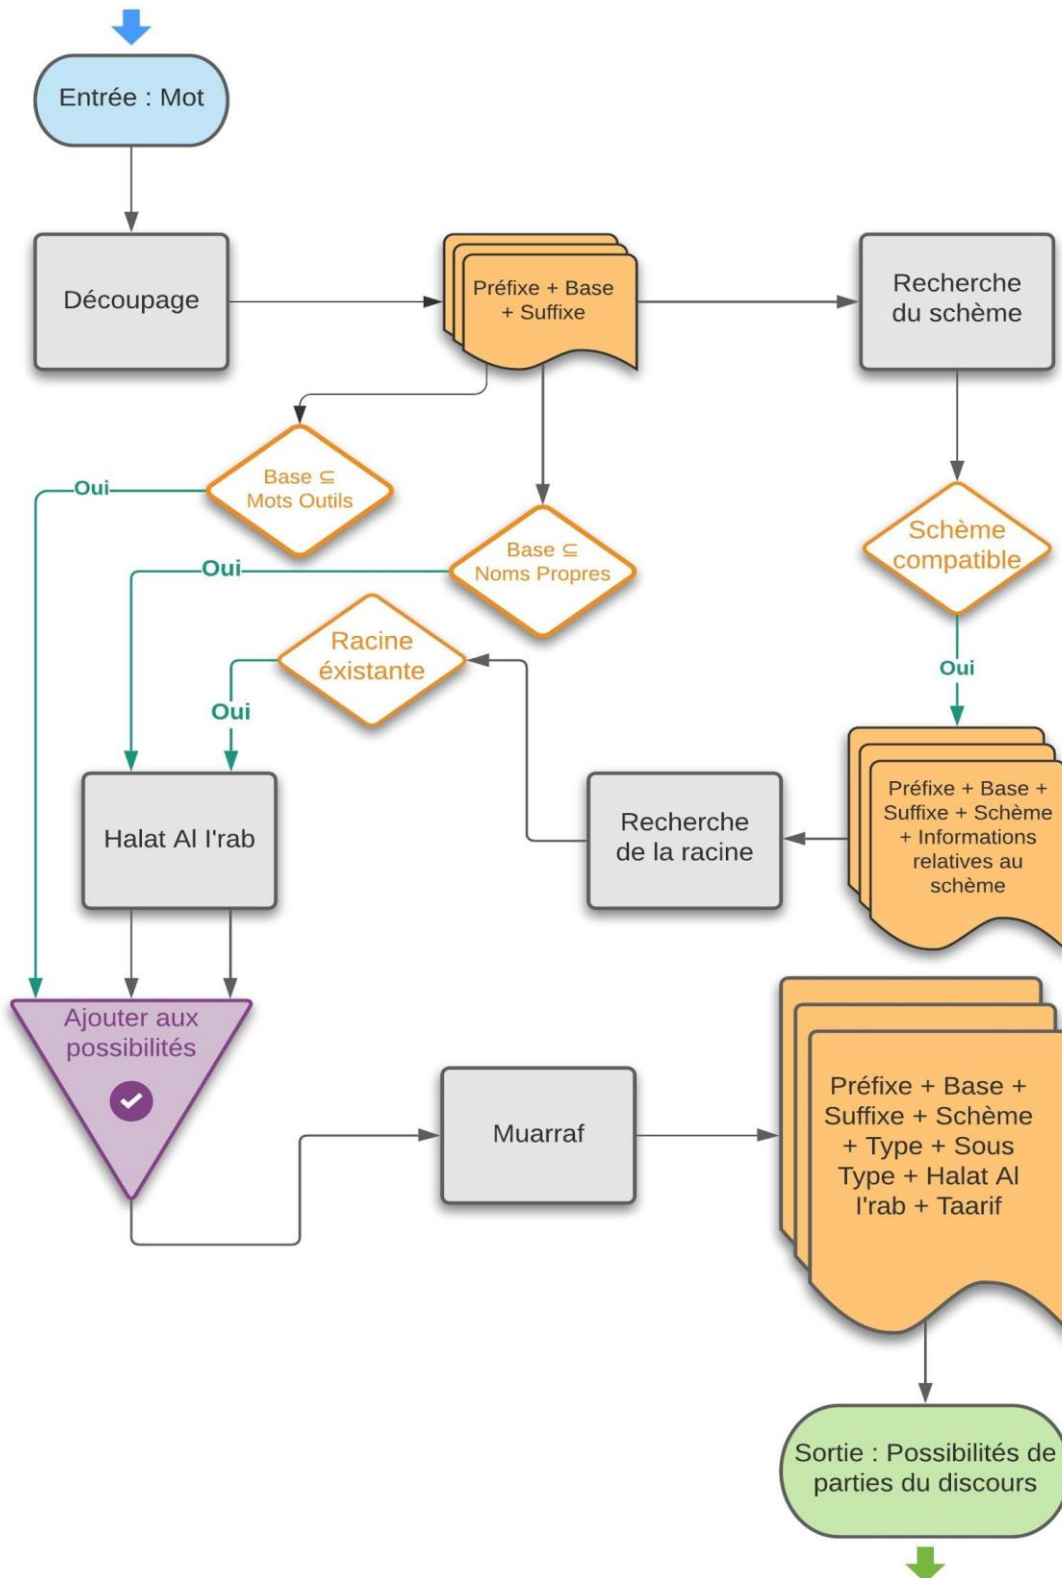 Entrée : Mot
Découpage
Préfixe + Base
+ Suffixe
Recherche
du schème
Base ⊆
Mots Outils
Oui
Base ⊆
Noms Propres
Oui
Schème
compatible
Oui
Racine
éxistante
Oui
Halat Al I'rab
Recherche
de la racine
Préfixe + Base +
Suffixe + Schème
+ Informations
relatives au
schème
Ajouter aux
possibilités
Muarraf
Préfixe + Base +
Suffixe + Schème
+ Type + Sous
Type + Halat Al
I'rab + Taarif
Sortie : Possibilités de
parties du discours